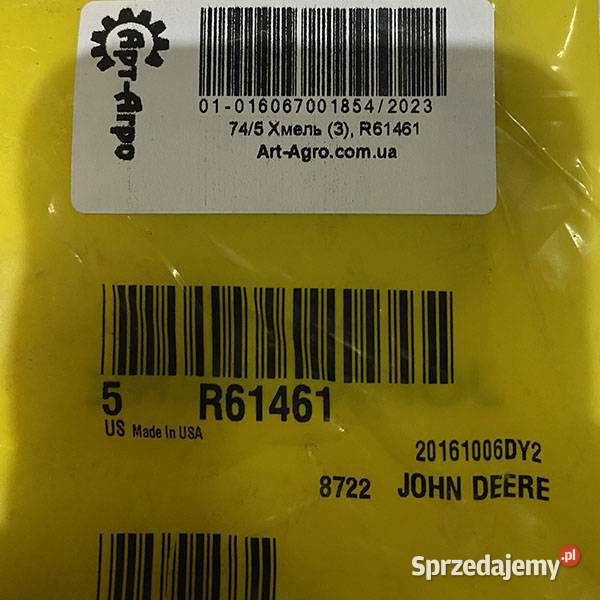 Арт-Агро
01-016067001854/2023
74/5 Хмель (3), R61461
Art-Agro.com.ua
5 R61461
US Made In USA
20161006DY2
8722 JOHN DEERE
Sprzedajemy.pl